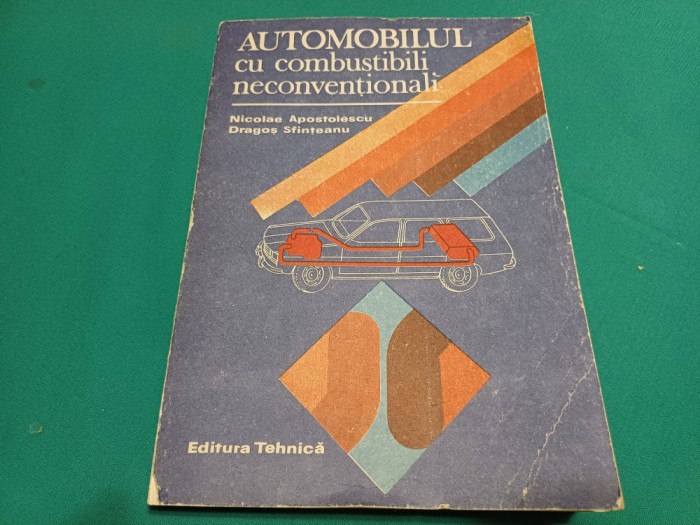 AUTOMOBILUL
cu combustibili
neconvenționali
Nicolae Apostolescu
Dragoș Sfințeanu
Editura Tehnică